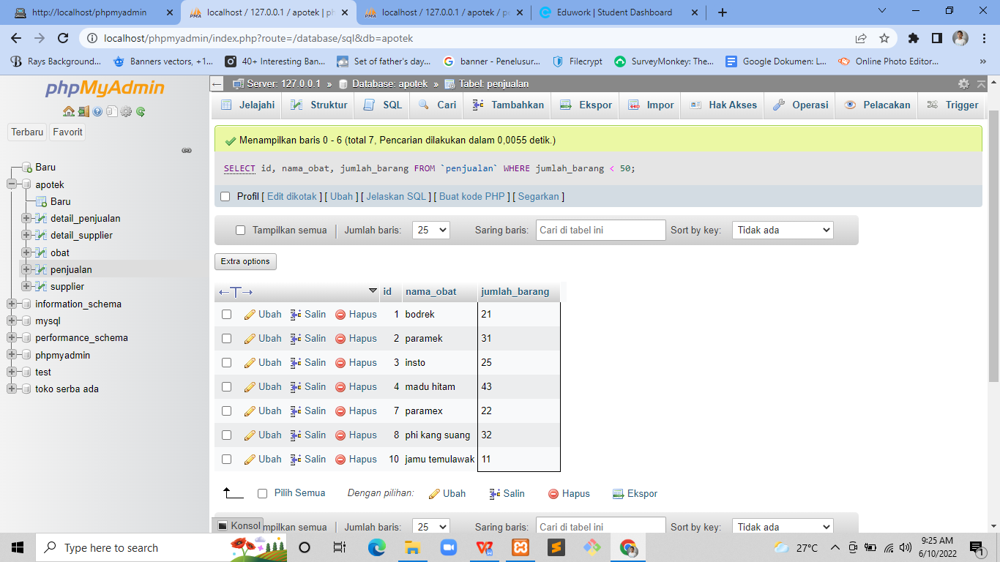 http://localhost/phpmyadmin
localhost / 127.0.0.1 / apotek | ph
localhost / 127.0.0.1 / apotek / pe
Eduwork | Student Dashboard
localhost/phpmyadmin/index.php?route=/database/sql&db=apotek
Rays Background...
Banners vectors, +1...
40+ Interesting Ban...
Set of father's day...
banner - Penelusur...
Filecrypt
SurveyMonkey: The...
Google Dokumen: L...
Online Photo Editor...
phpMyAdmin
Terbaru Favorit
Baru
apotek
Baru
detail_penjualan
detail_supplier
obat
penjualan
supplier
information_schema
mysql
performance_schema
phpmyadmin
test
toko serba ada
Server: 127.0.0.1 » Database: apotek » Tabel: penjualan
Jelajahi Struktur SQL Cari Tambahkan Ekspor Impor Hak Akses Operasi Pelacakan Trigger
Menampilkan baris 0 - 6 (total 7, Pencarian dilakukan dalam 0,0055 detik.)
SELECT id, nama_obat, jumlah_barang FROM `penjualan` WHERE jumlah_barang < 50;
Profil [ Edit dikotak ] [ Ubah ] [ Jelaskan SQL ] [ Buat kode PHP ] [ Segarkan ]
Tampilkan semua | Jumlah baris: 25 Saring baris: Cari di tabel ini Sort by key: Tidak ada
Extra options
←T→ id nama_obat jumlah_barang
Ubah Salin Hapus 1 bodrek 21
Ubah Salin Hapus 2 paramek 31
Ubah Salin Hapus 3 insto 25
Ubah Salin Hapus 4 madu hitam 43
Ubah Salin Hapus 7 paramex 22
Ubah Salin Hapus 8 phi kang suang 32
Ubah Salin Hapus 10 jamu temulawak 11
Pilih Semua Dengan pilihan: Ubah Salin Hapus Ekspor
Konsol mpilkan semua | Jumlah baris: 25 Saring baris: Cari di tabel ini Sort by key: Tidak ada
Type here to search
27°C
9:25 AM
6/10/2022
1